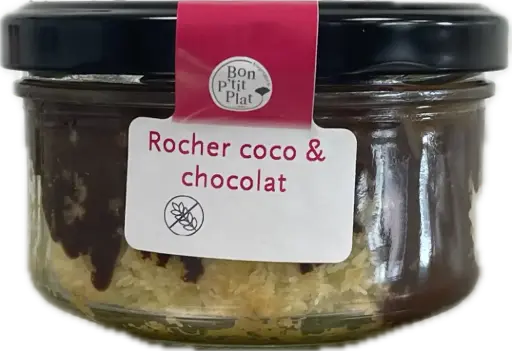 Bon
P'tit
Plat
Rocher coco &
chocolat